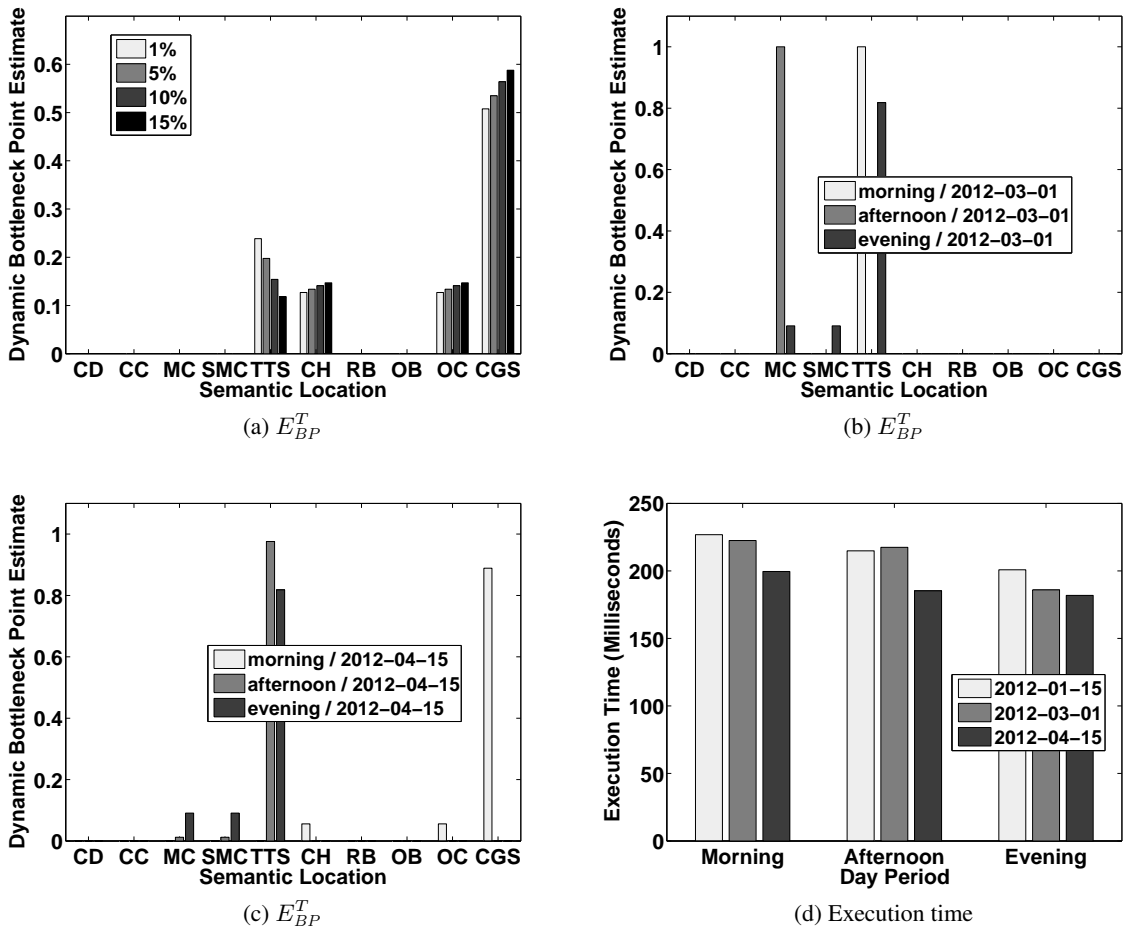 Dynamic Bottleneck Point Estimate
0.6
0.5
0.4
0.3
0.2
0.1
0
1%
5%
10%
15%
CD CC MC SMC TTS CH RB OB OC CGS
Semantic Location
(a) E_{BP}^{T}
Dynamic Bottleneck Point Estimate
1
0.8
0.6
0.4
0.2
0
morning / 2012−03−01
afternoon / 2012−03−01
evening / 2012−03−01
CD CC MC SMC TTS CH RB OB OC CGS
Semantic Location
(b) E_{BP}^{T}
Dynamic Bottleneck Point Estimate
1
0.8
0.6
0.4
0.2
0
morning / 2012−04−15
afternoon / 2012−04−15
evening / 2012−04−15
CD CC MC SMC TTS CH RB OB OC CGS
Semantic Location
(c) E_{BP}^{T}
Execution Time (Milliseconds)
250
200
150
100
50
0
2012−01−15
2012−03−01
2012−04−15
Morning Afternoon Evening
Day Period
(d) Execution time